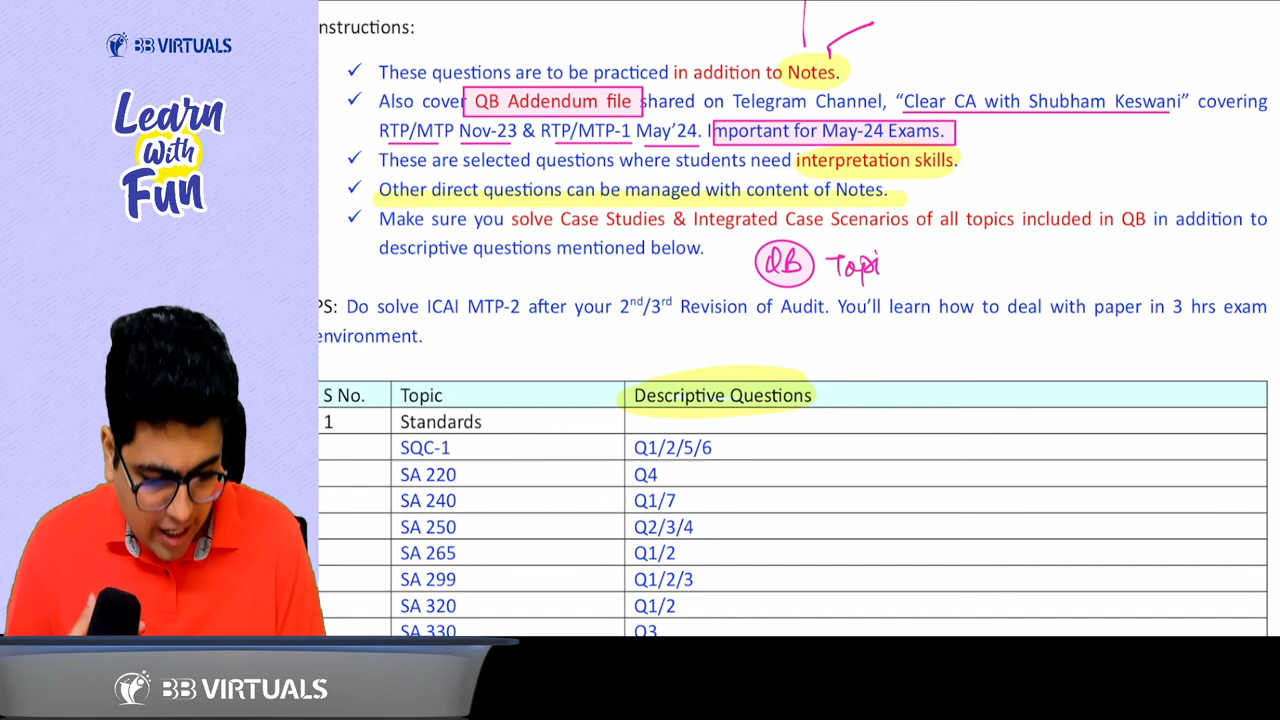 BB VIRTUALS
Learn
With
Fun
nstructions:
✓ These questions are to be practiced in addition to Notes.
✓ Also cover QB Addendum file shared on Telegram Channel, “Clear CA with Shubham Keswani” covering
RTP/MTP Nov-23 & RTP/MTP-1 May’24. Important for May-24 Exams.
✓ These are selected questions where students need interpretation skills.
✓ Other direct questions can be managed with content of Notes.
✓ Make sure you solve Case Studies & Integrated Case Scenarios of all topics included in QB in addition to
descriptive questions mentioned below.
QB Topi
PS: Do solve ICAI MTP-2 after your 2nd/3rd Revision of Audit. You’ll learn how to deal with paper in 3 hrs exam
environment.
S No. Topic Descriptive Questions
1 Standards
SQC-1 Q1/2/5/6
SA 220 Q4
SA 240 Q1/7
SA 250 Q2/3/4
SA 265 Q1/2
SA 299 Q1/2/3
SA 320 Q1/2
SA 330 Q3
BB VIRTUALS